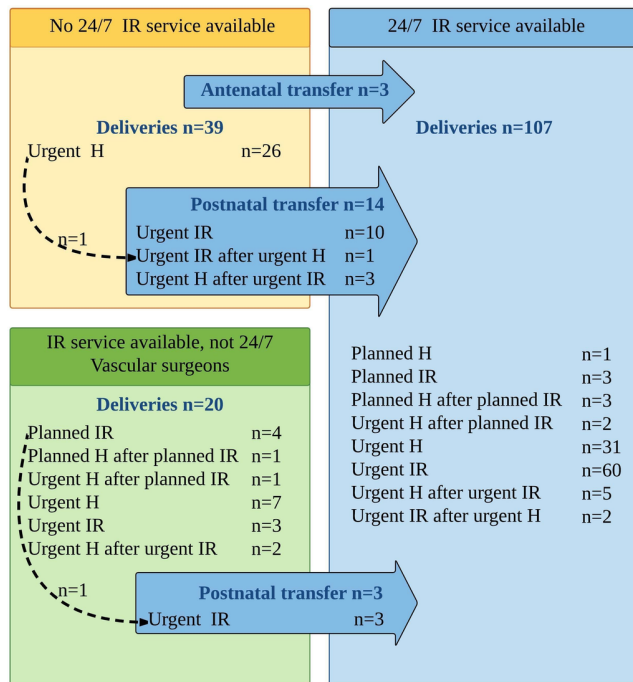 No 24/7 IR service available
Antenatal transfer n=3
Deliveries n=39
Urgent H n=26
n=1
Postnatal transfer n=14
Urgent IR n=10
Urgent IR after urgent H n=1
Urgent H after urgent IR n=3
IR service available, not 24/7
Vascular surgeons
Deliveries n=20
Planned IR n=4
Planned H after planned IR n=1
Urgent H after planned IR n=1
Urgent H n=7
Urgent IR n=3
Urgent H after urgent IR n=2
n=1
Postnatal transfer n=3
Urgent IR n=3
24/7 IR service available
Deliveries n=107
Planned H n=1
Planned IR n=3
Planned H after planned IR n=3
Urgent H after planned IR n=2
Urgent H n=31
Urgent IR n=60
Urgent H after urgent IR n=5
Urgent IR after urgent H n=2